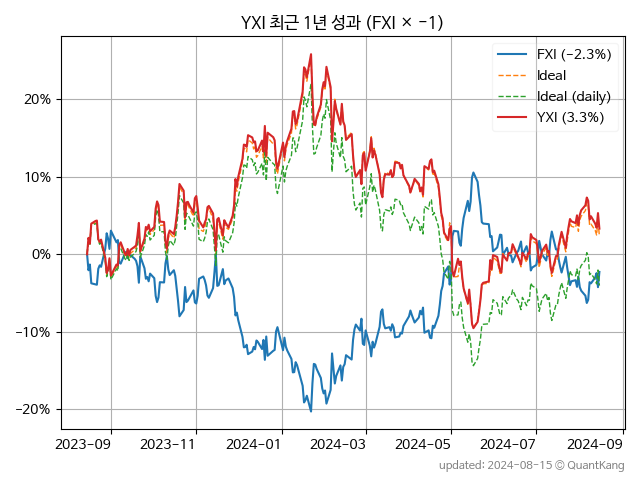 YXI 최근 1년 성과 (FXI × -1)
FXI (-2.3%)
Ideal
Ideal (daily)
YXI (3.3%)
20%
10%
0%
-10%
-20%
2023-09 2023-11 2024-01 2024-03 2024-05 2024-07 2024-09
updated: 2024-08-15 © QuantKang